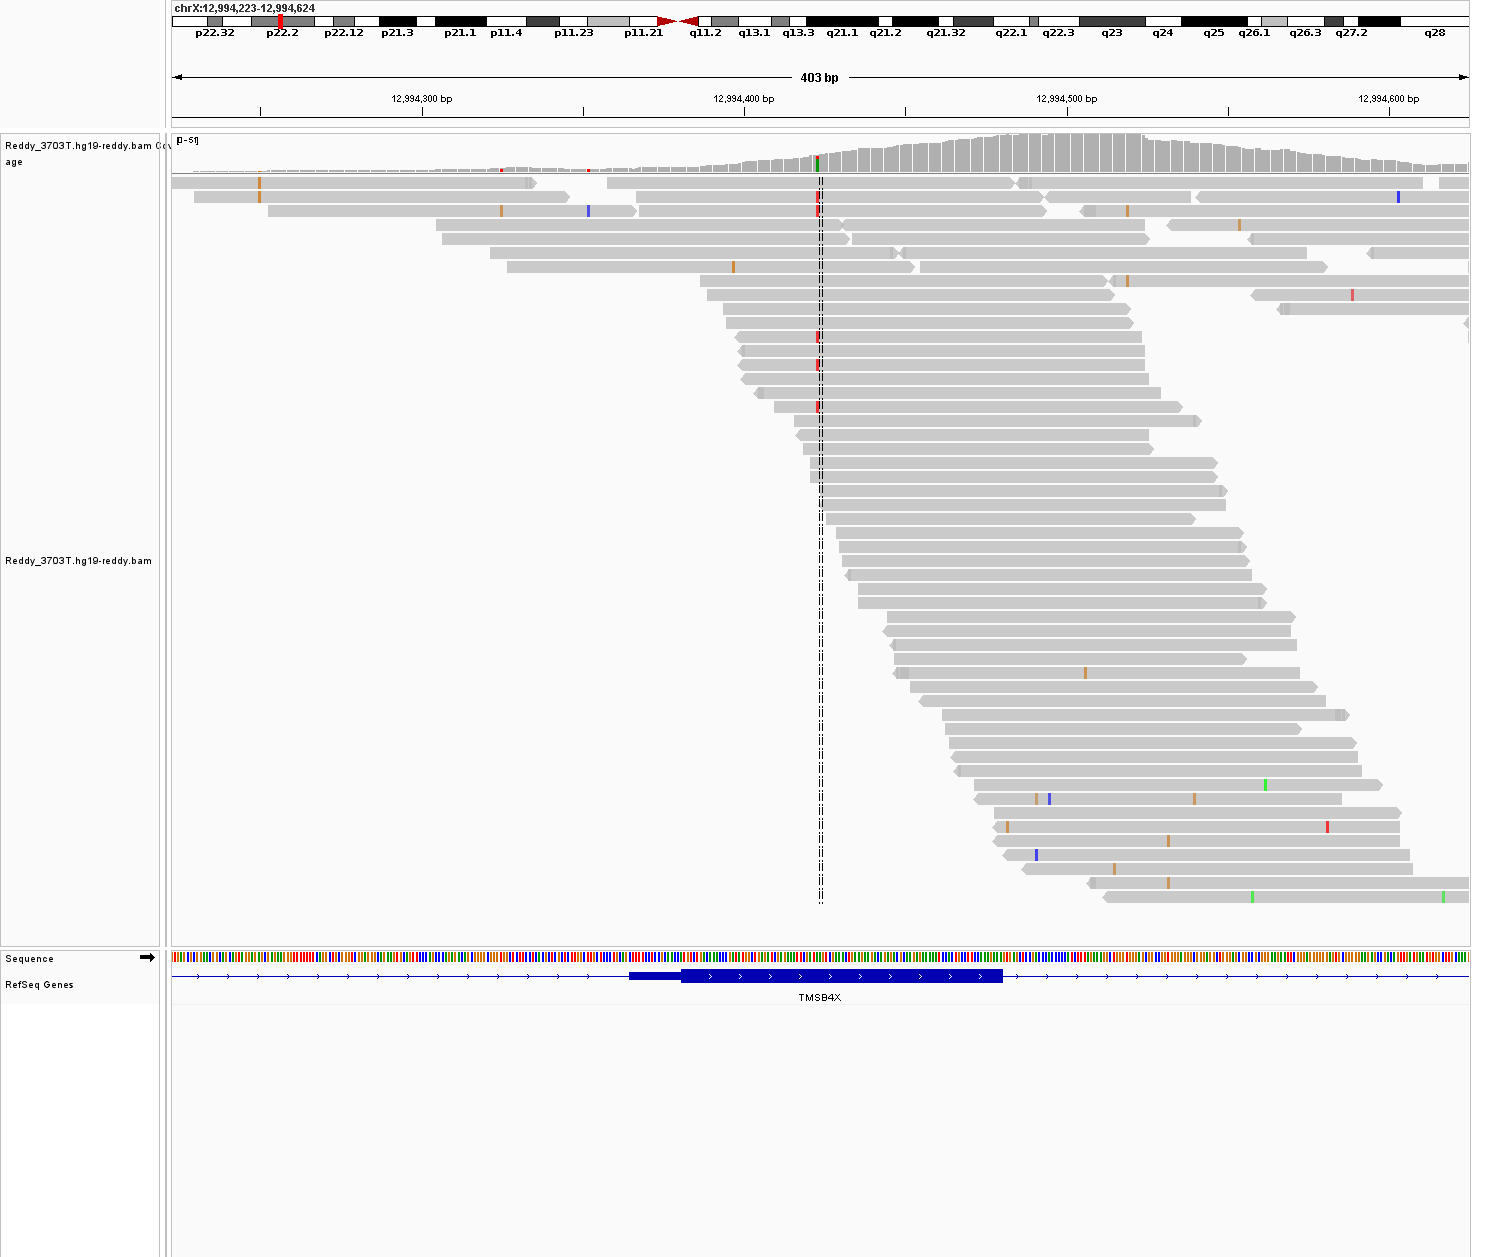 chrX:12,994,223-12,994,624
p22.32 p22.2 p22.12 p21.3 p21.1 p11.4 p11.23 p11.21 q11.2 q13.1 q13.3 q21.1 q21.2 q21.32 q22.1 q22.3 q23 q24 q25 q26.1 q26.3 q27.2 q28
403 bp
12,994,300 bp 12,994,400 bp 12,994,500 bp 12,994,600 bp
[0-51]
Reddy_3703T.hg19-reddy.bam Cov
age
Reddy_3703T.hg19-reddy.bam
Sequence
RefSeq Genes
TMSB4X